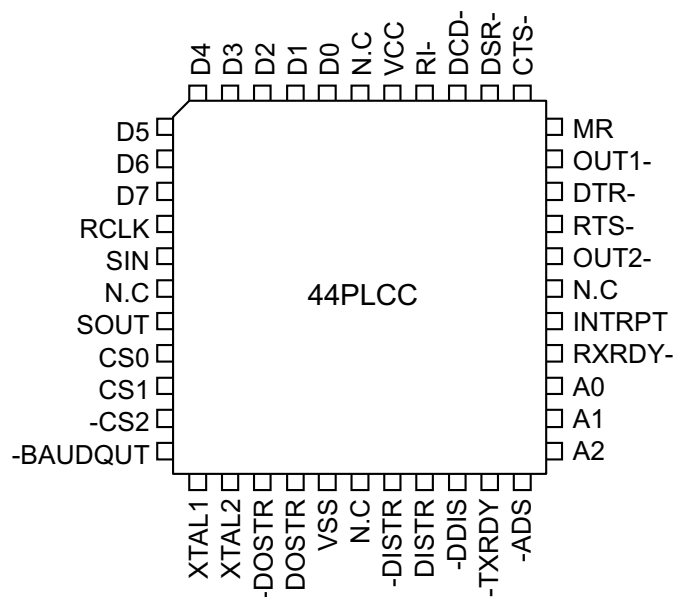 D4
D3
D2
D1
D0
N.C
VCC
RI-
DCD-
DSR-
CTS-
D5
D6
D7
RCLK
SIN
N.C
SOUT
CS0
CS1
-CS2
-BAUDQUT
44PLCC
MR
OUT1-
DTR-
RTS-
OUT2-
N.C
INTRPT
RXRDY-
A0
A1
A2
XTAL1
XTAL2
-DOSTR
DOSTR
VSS
N.C
-DISTR
DISTR
-DDIS
-TXRDY
-ADS